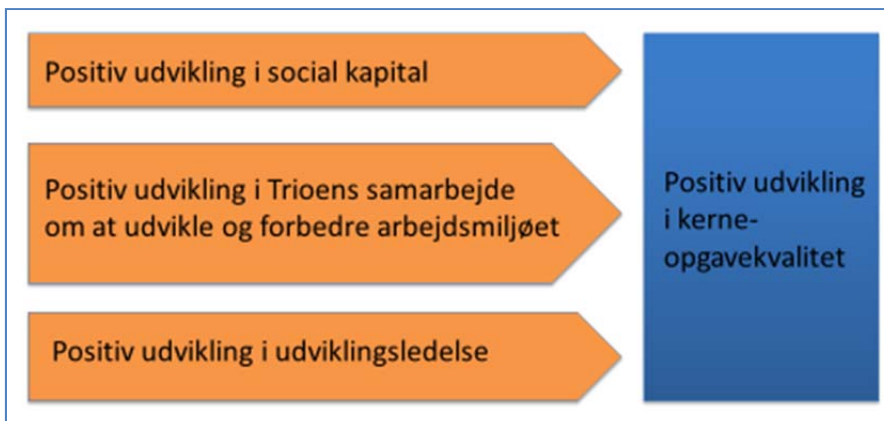 Positiv udvikling i social kapital
Positiv udvikling i Trioens samarbejde
om at udvikle og forbedre arbejdsmiljøet
Positiv udvikling i udviklingsledelse
Positiv udvikling
i kerne-
opgavekvalitet